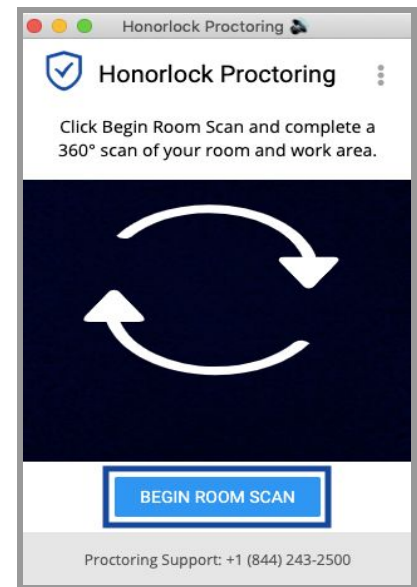 Honorlock Proctoring
Honorlock Proctoring
Click Begin Room Scan and complete a
360° scan of your room and work area.
BEGIN ROOM SCAN
Proctoring Support: +1 (844) 243-2500